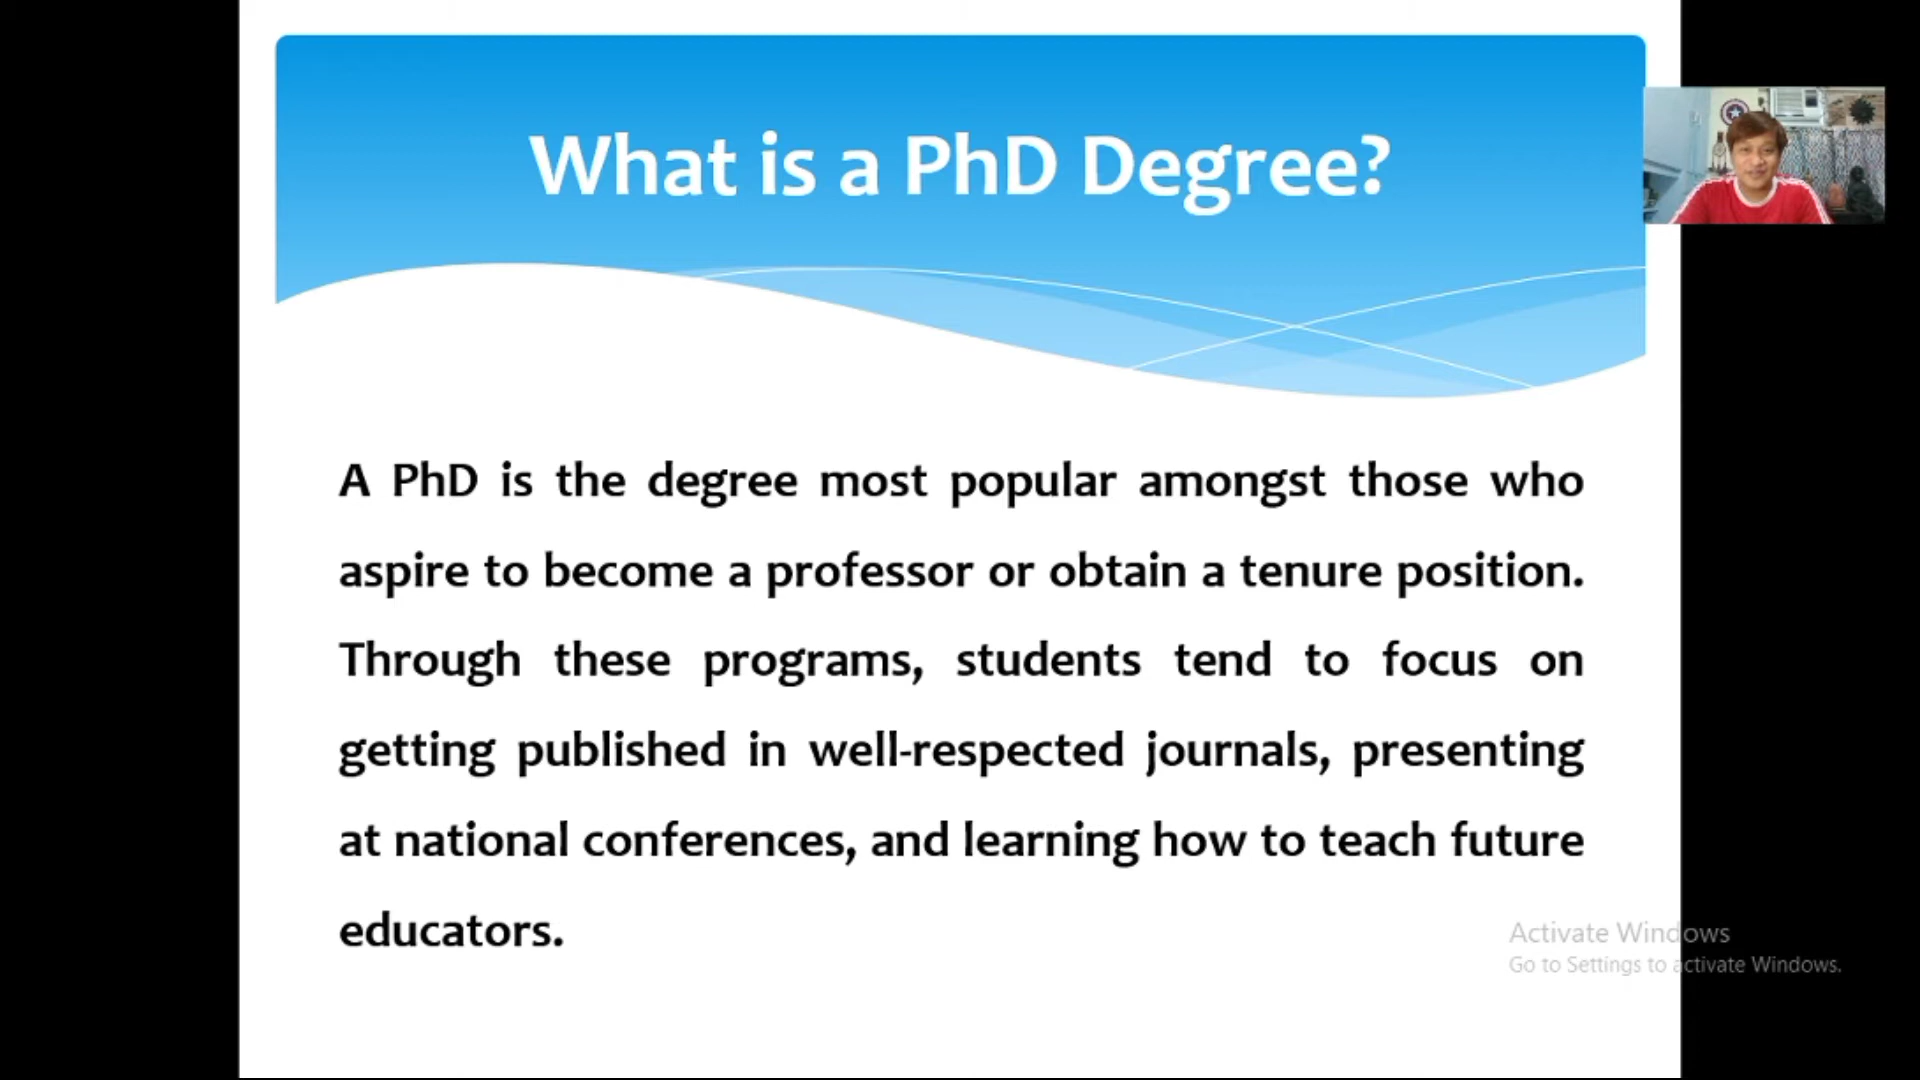 What is a PhD Degree?
A PhD is the degree most popular amongst those who
aspire to become a professor or obtain a tenure position.
Through these programs, students tend to focus on
getting published in well-respected journals, presenting
at national conferences, and learning how to teach future
educators.
Activate Windows
Go to Settings to activate Windows.